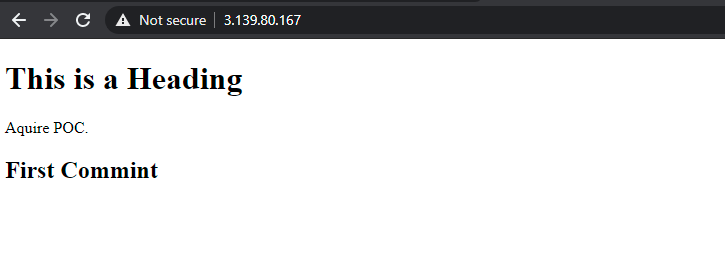 Not secure | 3.139.80.167
This is a Heading
Aquire POC.
First Commint